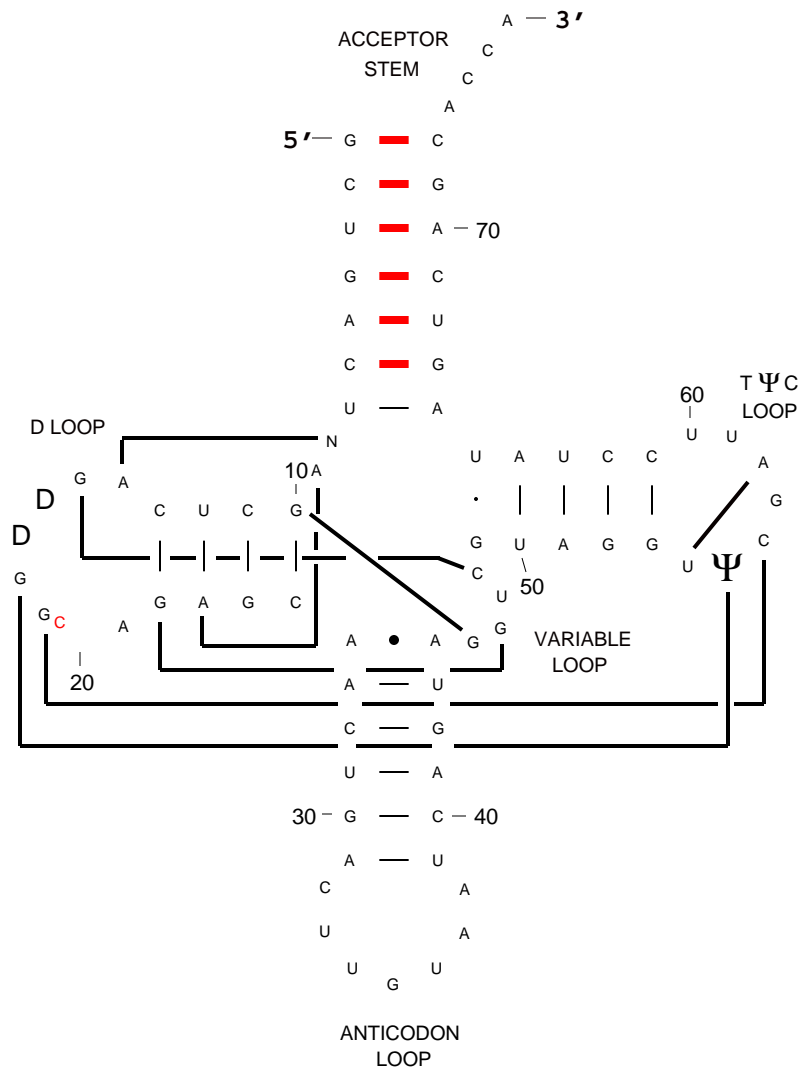 A — 3’
ACCEPTOR
STEM
C
C
A
5’ — G C
C G
U A — 70
G C
A U
C G
U A
60
T Ψ C
LOOP
D LOOP
N
U U
10
A
U A U C C
A
G A
G
D
A C U C G
D
G U A G G
C
G
C
U
Ψ
50
U
G A G C
G C
A
A A G G
VARIABLE
LOOP
20
A U
C G
U A
30 G C 40
A U
C A
U A
U U
G
ANTICODON
LOOP